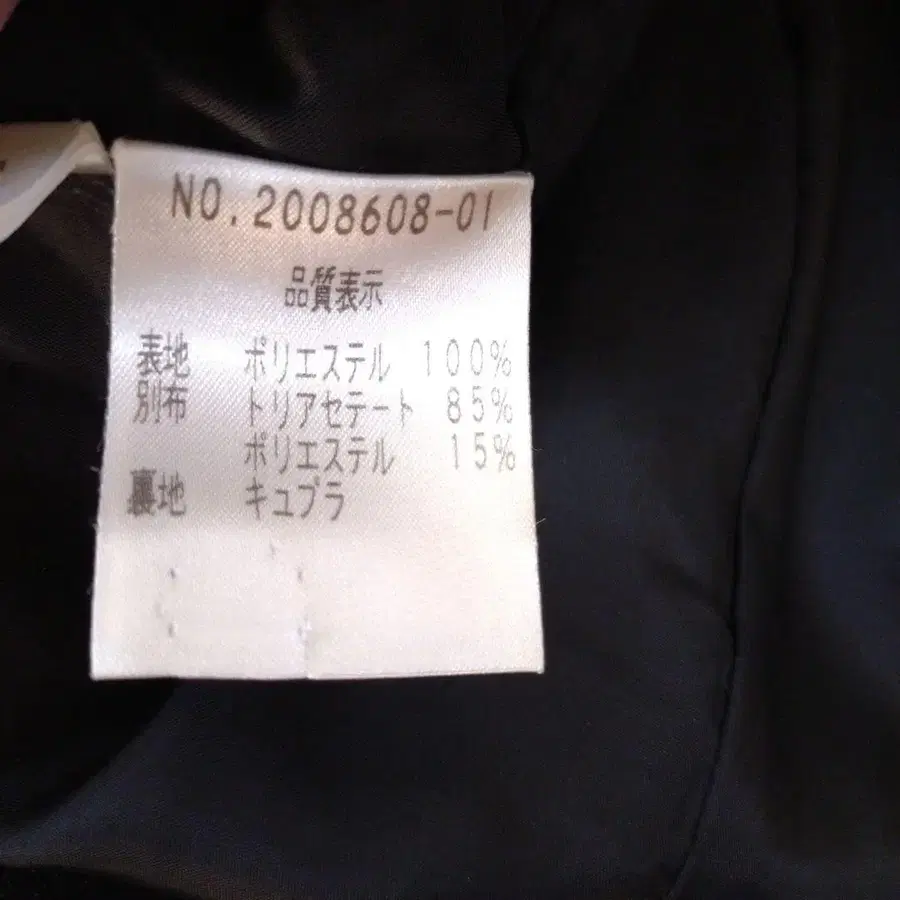 NO.2008608-01
品質表示
表地 ポリエステル 100%
別布 トリアセテート 85%
ポリエステル 15%
裏地 キュプラ